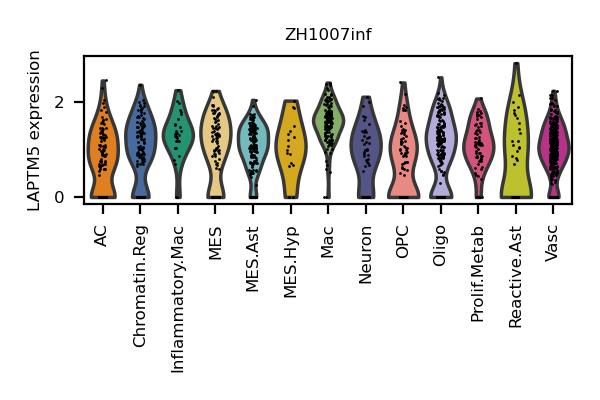 ZH1007inf
LAPTM5 expression
2
0
AC
Chromatin.Reg
Inflammatory.Mac
MES
MES.Ast
MES.Hyp
Mac
Neuron
OPC
Oligo
Prolif.Metab
Reactive.Ast
Vasc